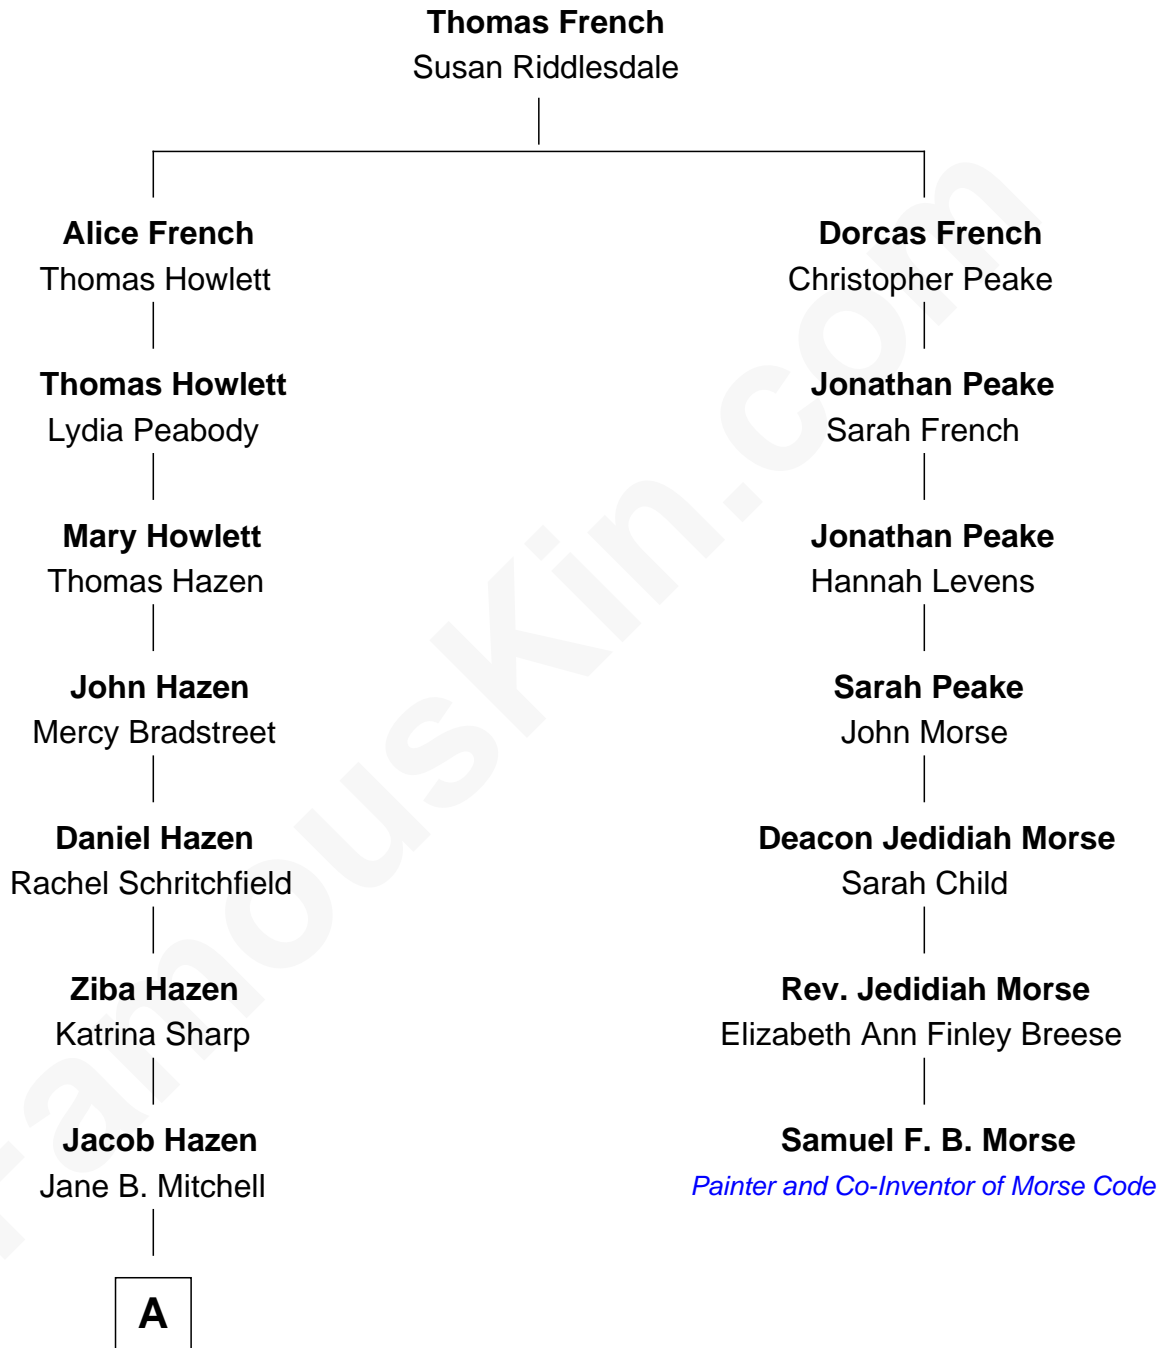 Thomas French
Susan Riddlesdale
Alice French
Thomas Howlett
Thomas Howlett
Lydia Peabody
Mary Howlett
Thomas Hazen
John Hazen
Mercy Bradstreet
Daniel Hazen
Rachel Schritchfield
Ziba Hazen
Katrina Sharp
Jacob Hazen
Jane B. Mitchell
A
Dorcas French
Christopher Peake
Jonathan Peake
Sarah French
Jonathan Peake
Hannah Levens
Sarah Peake
John Morse
Deacon Jedidiah Morse
Sarah Child
Rev. Jedidiah Morse
Elizabeth Ann Finley Breese
Samuel F. B. Morse
Painter and Co-Inventor of Morse Code
FamousKin.com